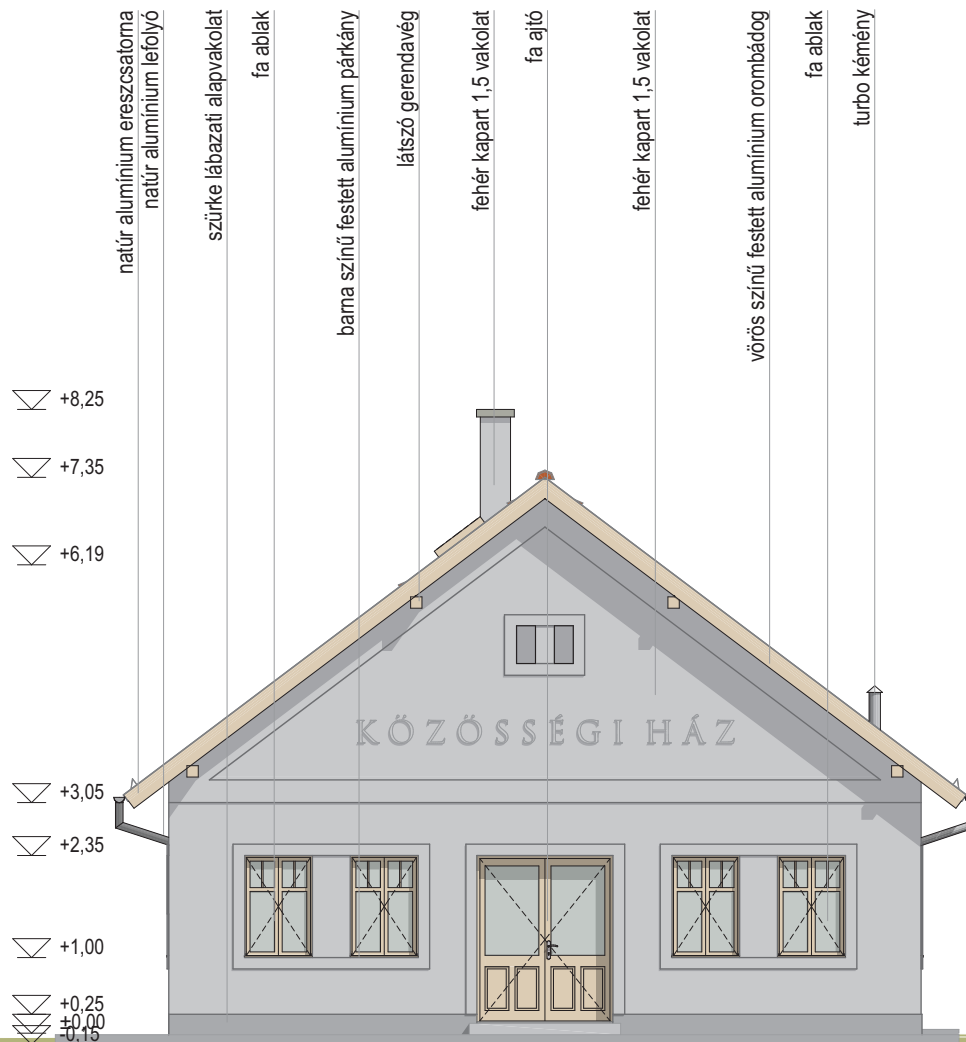 natúr alumínium ereszcsatorna
natúr alumínium lefolyó
szürke lábazati alapvakolat
fa ablak
barna színű festett alumínium párkány
látszó gerendavég
fehér kapart 1,5 vakolat
fa ajtó
fehér kapart 1,5 vakolat
vörös színű festett alumínium orombádog
fa ablak
turbo kémény
+8,25
+7,35
+6,19
KÖZÖSSÉGI HÁZ
+3,05
+2,35
+1,00
+0,25
±0,00
-0,15